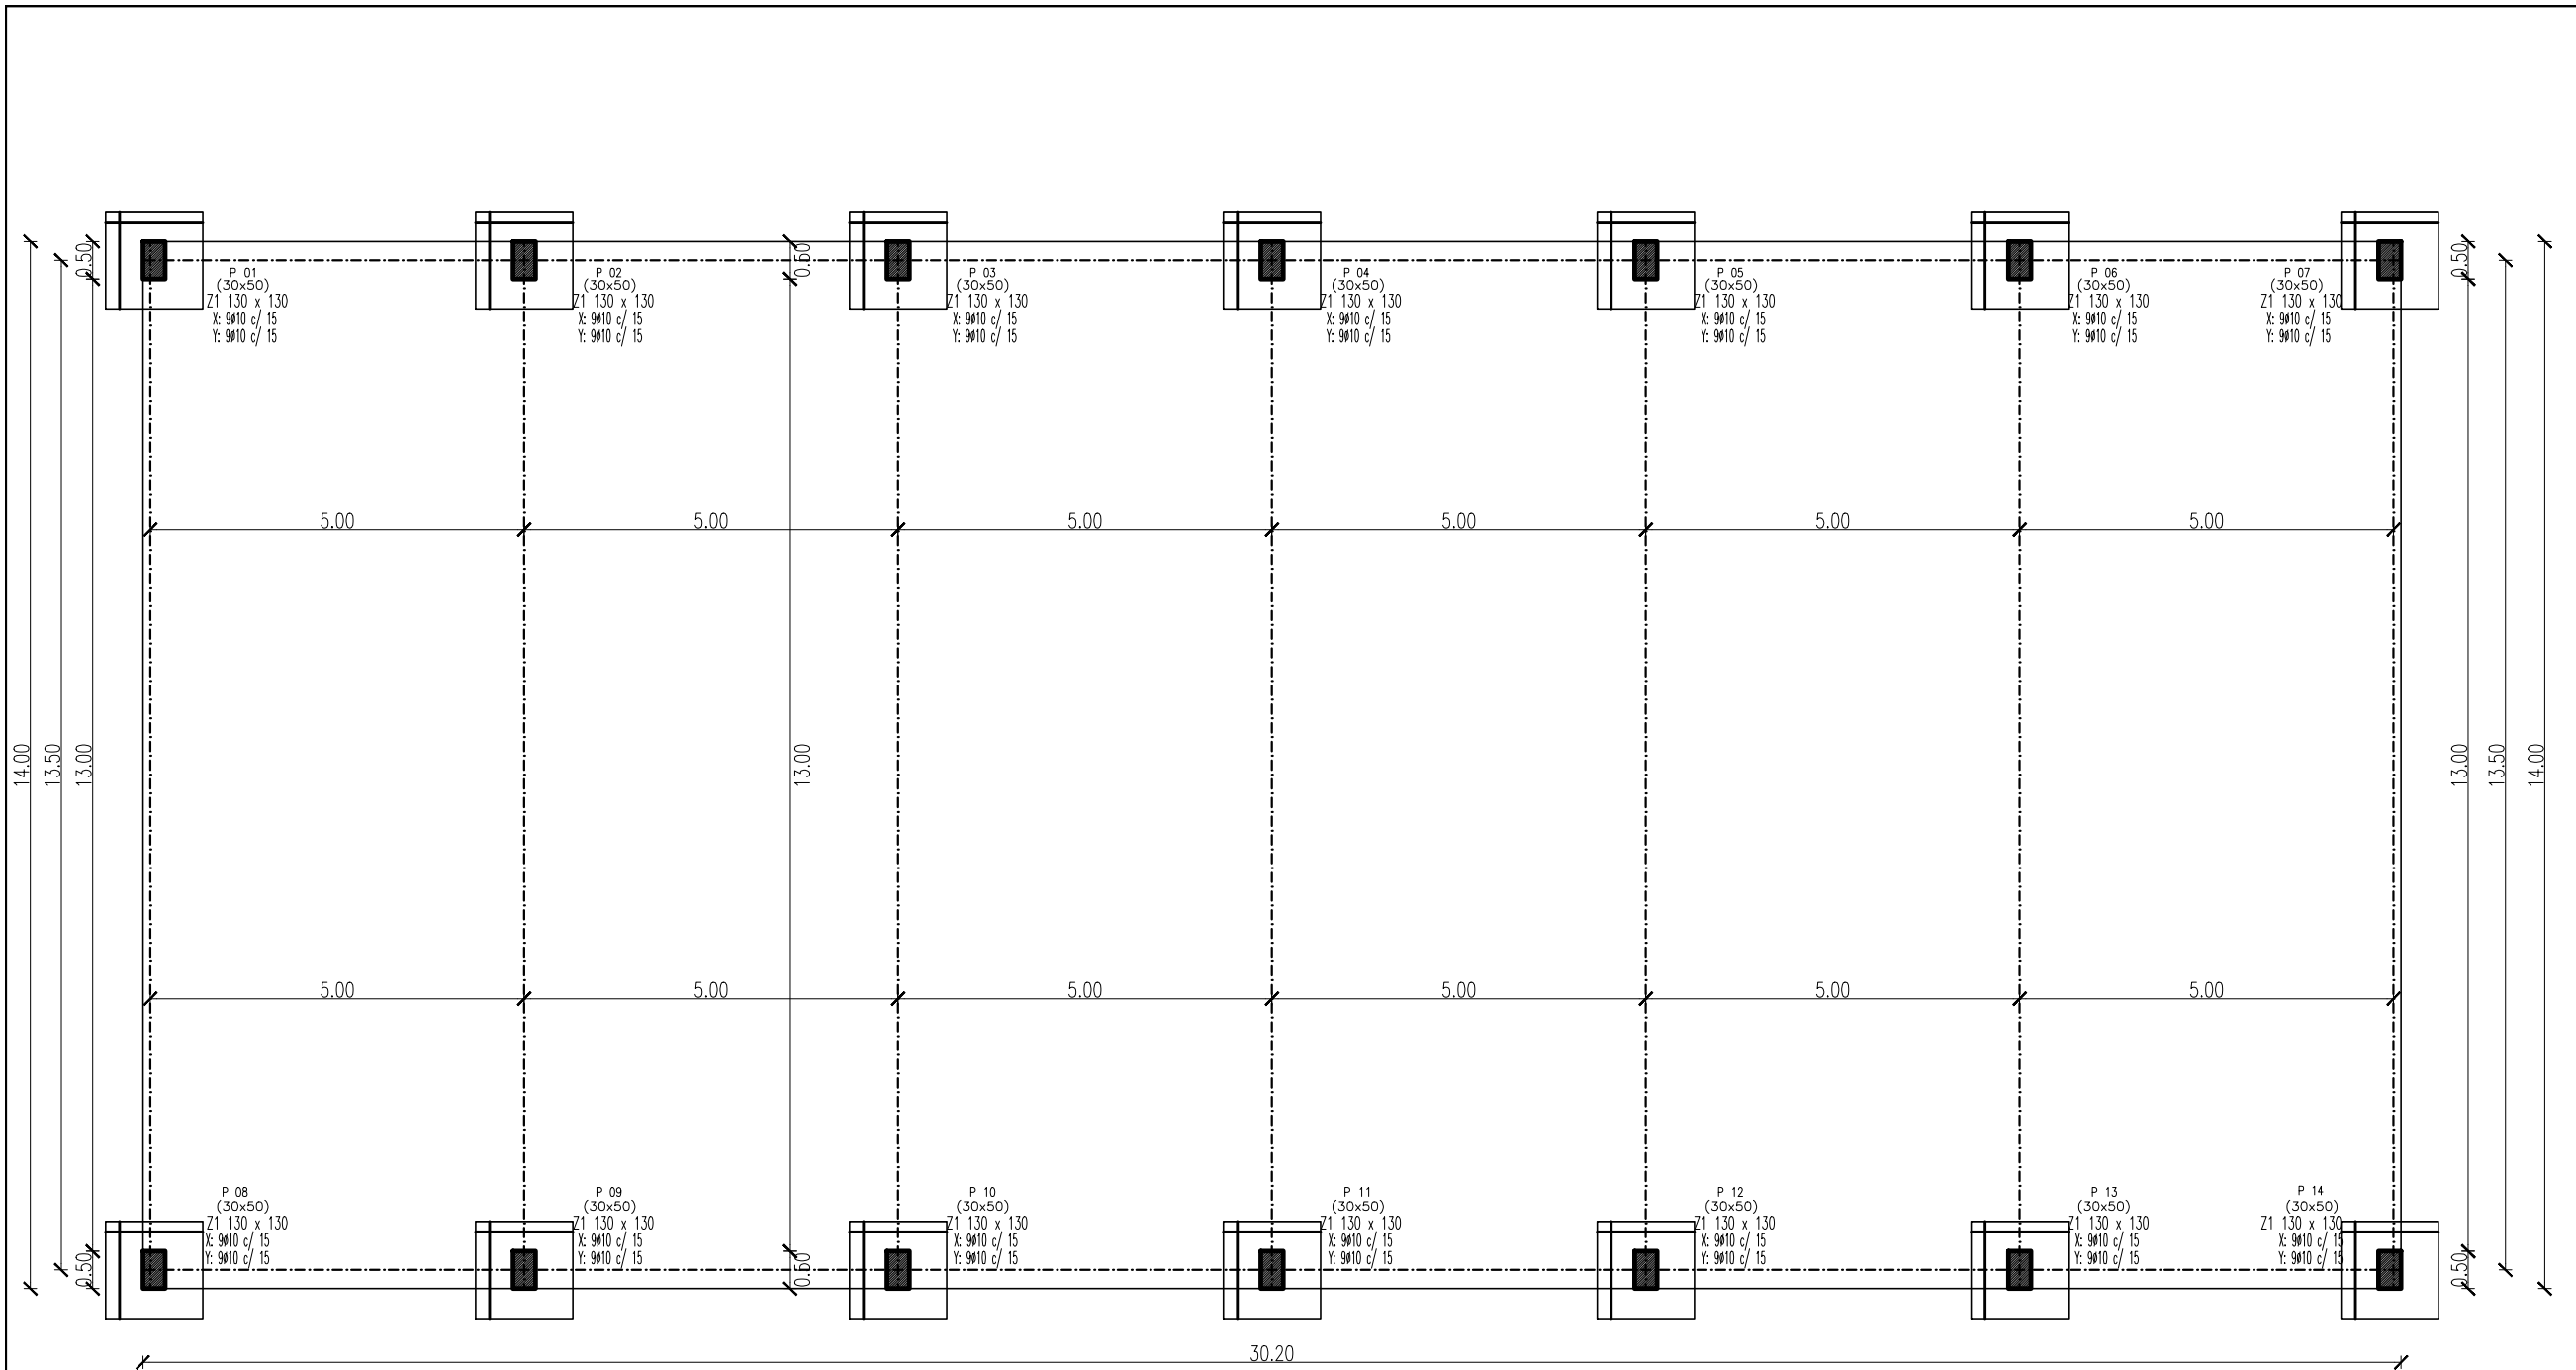 P 01
(30x50)
Z1 130 x 130
X: 9ø10 c/ 15
Y: 9ø10 c/ 15
P 02
(30x50)
Z1 130 x 130
X: 9ø10 c/ 15
Y: 9ø10 c/ 15
P 03
(30x50)
Z1 130 x 130
X: 9ø10 c/ 15
Y: 9ø10 c/ 15
P 04
(30x50)
Z1 130 x 130
X: 9ø10 c/ 15
Y: 9ø10 c/ 15
P 05
(30x50)
Z1 130 x 130
X: 9ø10 c/ 15
Y: 9ø10 c/ 15
P 06
(30x50)
Z1 130 x 130
X: 9ø10 c/ 15
Y: 9ø10 c/ 15
P 07
(30x50)
Z1 130 x 130
X: 9ø10 c/ 15
Y: 9ø10 c/ 15
0.50
0.50
0.50
5.00
5.00
5.00
5.00
5.00
5.00
14.00
13.50
13.00
13.00
13.00
13.50
14.00
5.00
5.00
5.00
5.00
5.00
5.00
P 08
(30x50)
Z1 130 x 130
X: 9ø10 c/ 15
Y: 9ø10 c/ 15
P 09
(30x50)
Z1 130 x 130
X: 9ø10 c/ 15
Y: 9ø10 c/ 15
P 10
(30x50)
Z1 130 x 130
X: 9ø10 c/ 15
Y: 9ø10 c/ 15
P 11
(30x50)
Z1 130 x 130
X: 9ø10 c/ 15
Y: 9ø10 c/ 15
P 12
(30x50)
Z1 130 x 130
X: 9ø10 c/ 15
Y: 9ø10 c/ 15
P 13
(30x50)
Z1 130 x 130
X: 9ø10 c/ 15
Y: 9ø10 c/ 15
P 14
(30x50)
Z1 130 x 130
X: 9ø10 c/ 15
Y: 9ø10 c/ 15
0.50
0.50
0.50
30.20